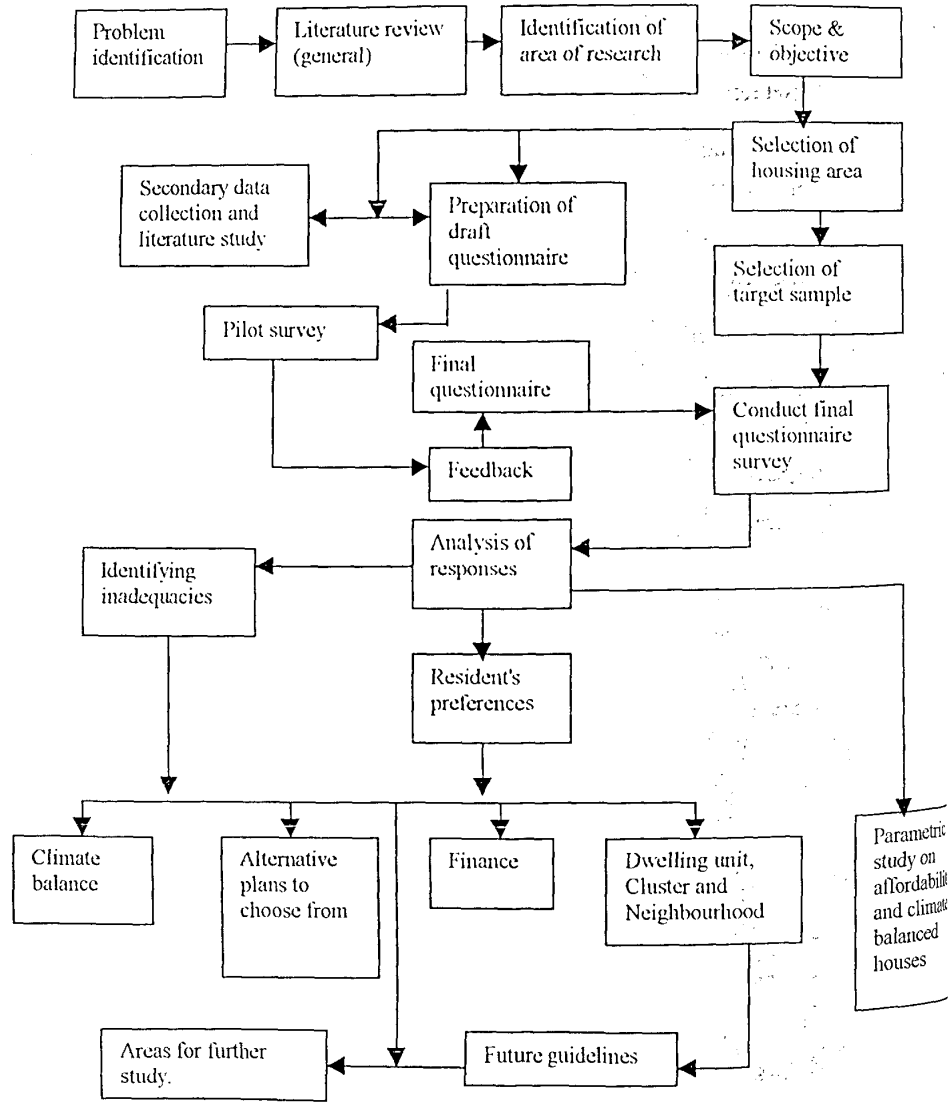 Problem
identification
Literature review
(general)
Identification of
area of research
Scope &
objective
Selection of
housing area
Secondary data
collection and
literature study
Preparation of
draft
questionnaire
Selection of
target sample
Pilot survey
Final
questionnaire
Conduct final
questionnaire
survey
Feedback
Analysis of
responses
Identifying
inadequacies
Resident's
preferences
Climate
balance
Alternative
plans to
choose from
Finance
Dwelling unit,
Cluster and
Neighbourhood
Parametric
study on
affordabili
and climat
balanced
houses
Areas for further
study.
Future guidelines